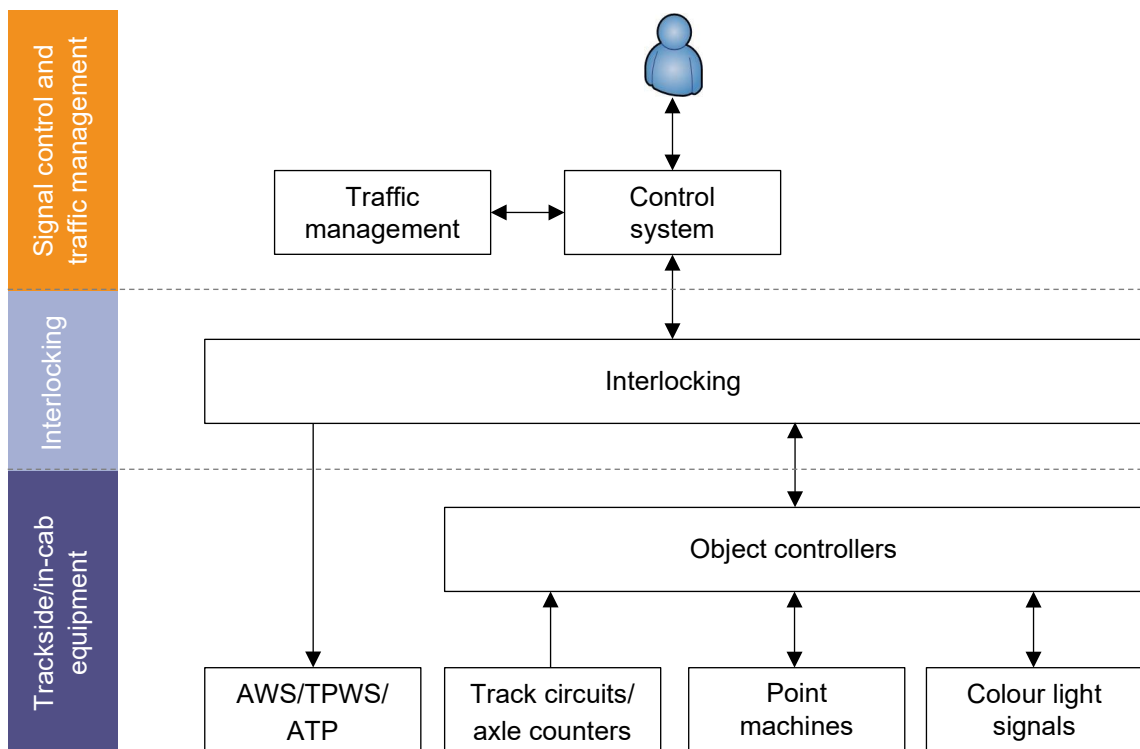 Signal control and
traffic management
Traffic
management
Control
system
Interlocking
Interlocking
Trackside/in-cab
equipment
Object controllers
AWS/TPWS/
ATP
Track circuits/
axle counters
Point
machines
Colour light
signals